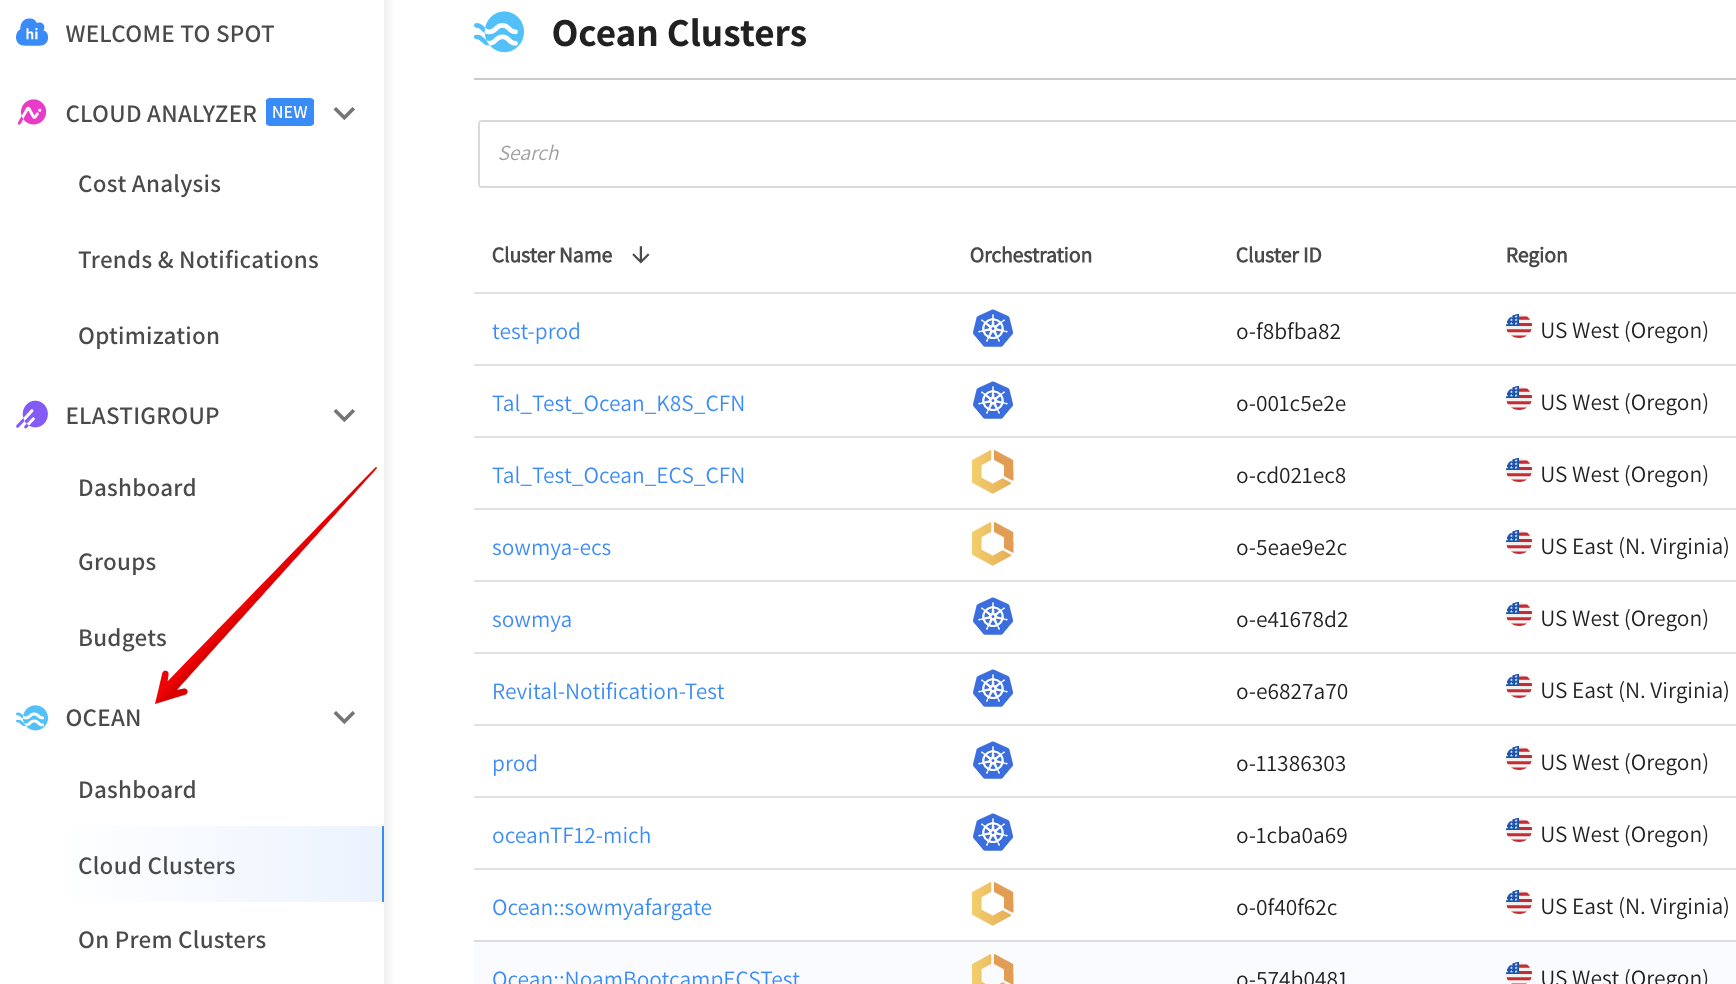 hi WELCOME TO SPOT
CLOUD ANALYZER NEW
Cost Analysis
Trends & Notifications
Optimization
ELASTIGROUP
Dashboard
Groups
Budgets
OCEAN
Dashboard
Cloud Clusters
On Prem Clusters
Ocean Clusters
Search
Cluster Name Orchestration Cluster ID Region
test-prod o-f8bfba82 US West (Oregon)
Tal_Test_Ocean_K8S_CFN o-001c5e2e US West (Oregon)
Tal_Test_Ocean_ECS_CFN o-cd021ec8 US West (Oregon)
sowmya-ecs o-5eae9e2c US East (N. Virginia)
sowmya o-e41678d2 US West (Oregon)
Revital-Notification-Test o-e6827a70 US East (N. Virginia)
prod o-11386303 US West (Oregon)
oceanTF12-mich o-1cba0a69 US West (Oregon)
Ocean::sowmyafargate o-0f40f62c US East (N. Virginia)
Ocean::NoamBootcampECSTest o-574b0481 US West (Oregon)